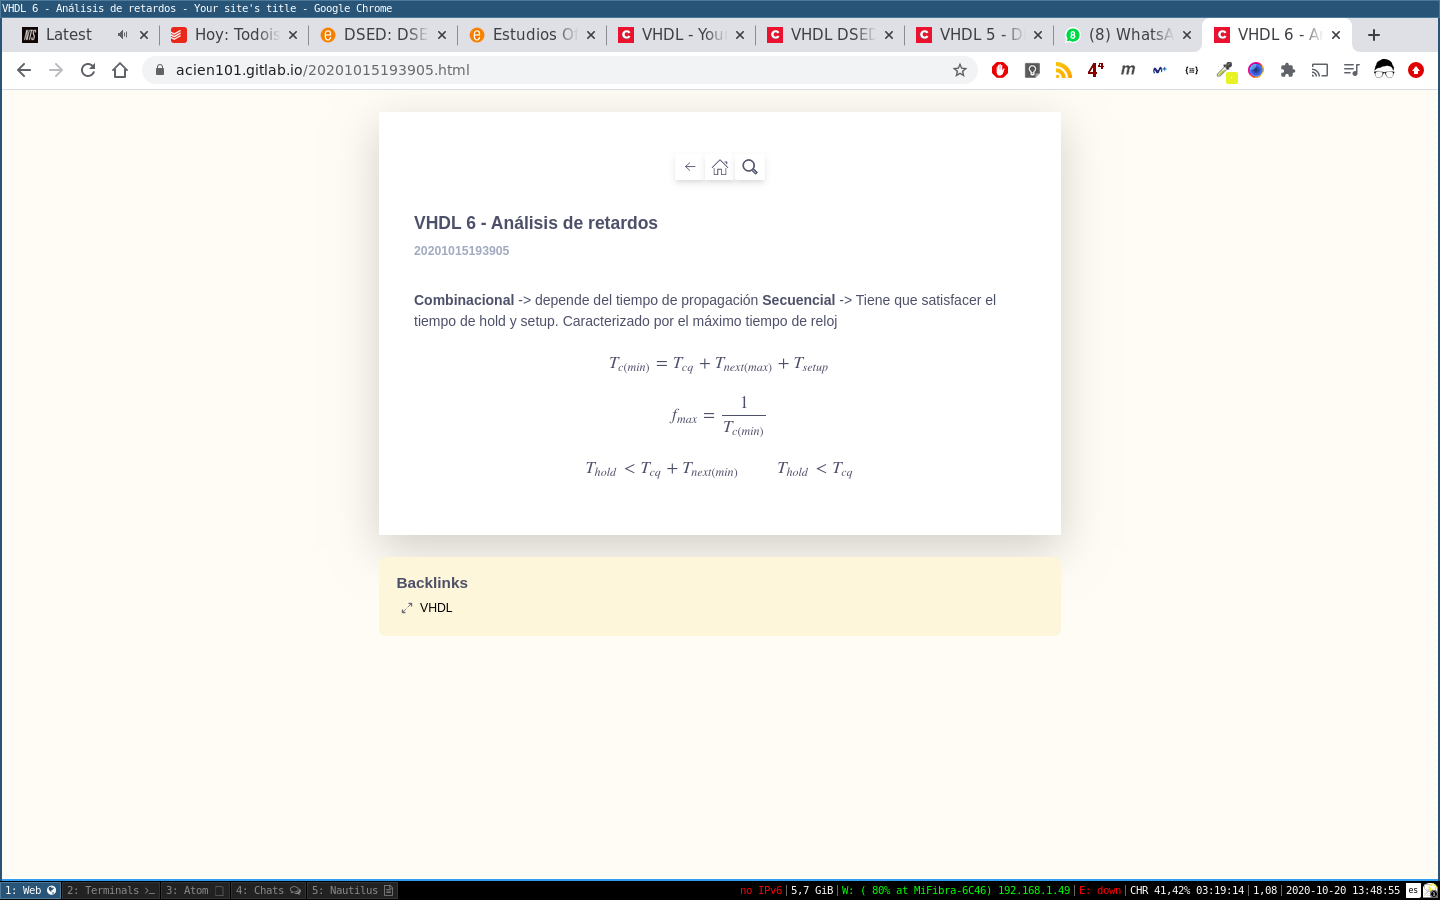 VHDL 6 - Análisis de retardos - Your site's title - Google Chrome
Latest
Hoy: Todois
DSED: DSE
Estudios Of
VHDL - Your
VHDL DSED
VHDL 5 - D
(8) WhatsA
VHDL 6 - A
acien101.gitlab.io/20201015193905.html
VHDL 6 - Análisis de retardos
20201015193905
Combinacional -> depende del tiempo de propagación Secuencial -> Tiene que satisfacer el
tiempo de hold y setup. Caracterizado por el máximo tiempo de reloj
T_{c(min)} = T_{cq} + T_{next(max)} + T_{setup}
f_{max} = \frac{1}{T_{c(min)}}
T_{hold} < T_{cq} + T_{next(min)} T_{hold} < T_{cq}
Backlinks
VHDL
1: Web 2: Terminals 3: Atom 4: Chats 5: Nautilus no IPv6|5,7 GiB|W: ( 80% at MiFibra-6C46) 192.168.1.49|E: down|CHR 41,42% 03:19:14|1,08|2020-10-20 13:48:55 es